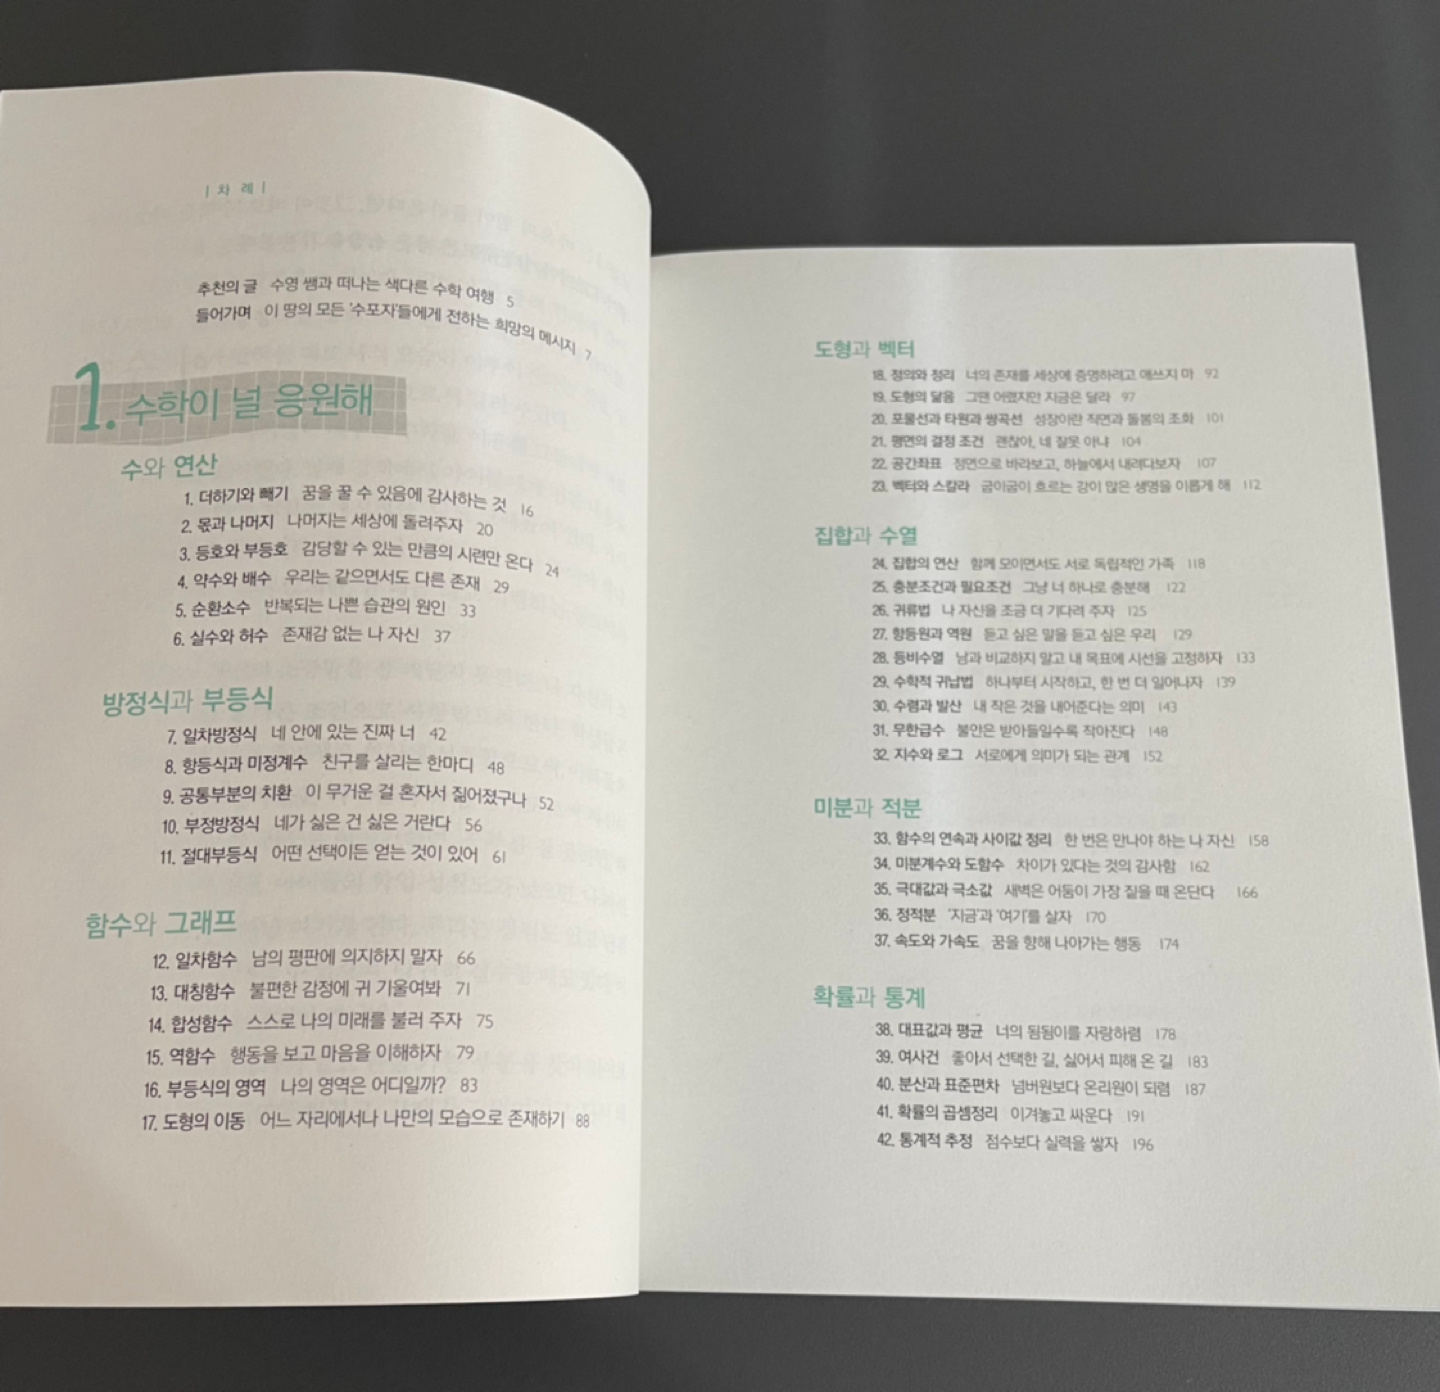 | 차 례 |
추천의 글 수영 쌤과 떠나는 색다른 수학 여행 5
들어가며 이 땅의 모든 '수포자'들에게 전하는 희망의 메시지 7
1. 수학이 널 응원해
수와 연산
1. 더하기와 빼기 꿈을 꿀 수 있음에 감사하는 것 16
2. 몫과 나머지 나머지는 세상에 돌려주자 20
3. 등호와 부등호 감당할 수 있는 만큼의 시련만 온다 24
4. 약수와 배수 우리는 같으면서도 다른 존재 29
5. 순환소수 반복되는 나쁜 습관의 원인 33
6. 실수와 허수 존재감 없는 나 자신 37
방정식과 부등식
7. 일차방정식 네 안에 있는 진짜 너 42
8. 항등식과 미정계수 친구를 살리는 한마디 48
9. 공통부분의 치환 이 무거운 걸 혼자서 짊어졌구나 52
10. 부정방정식 네가 싫은 건 싫은 거란다 56
11. 절대부등식 어떤 선택이든 얻는 것이 있어 61
함수와 그래프
12. 일차함수 남의 평판에 의지하지 말자 66
13. 대칭함수 불편한 감정에 귀 기울여봐 71
14. 합성함수 스스로 나의 미래를 불러 주자 75
15. 역함수 행동을 보고 마음을 이해하자 79
16. 부등식의 영역 나의 영역은 어디일까? 83
17. 도형의 이동 어느 자리에서나 나만의 모습으로 존재하기 88
도형과 벡터
18. 정의와 정리 너의 존재를 세상에 증명하려고 애쓰지 마 92
19. 도형의 닮음 그땐 어렸지만 지금은 달라 97
20. 포물선과 타원과 쌍곡선 성장이란 직면과 돌봄의 조화 101
21. 평면의 결정 조건 괜찮아, 네 잘못 아냐 104
22. 공간좌표 정면으로 바라보고, 하늘에서 내려다보자 107
23. 벡터와 스칼라 굽이굽이 흐르는 강이 많은 생명을 이롭게 해 112
집합과 수열
24. 집합의 연산 함께 모이면서도 서로 독립적인 가족 118
25. 충분조건과 필요조건 그냥 너 하나로 충분해 122
26. 귀류법 나 자신을 조금 더 기다려 주자 125
27. 항등원과 역원 듣고 싶은 말을 듣고 싶은 우리 129
28. 등비수열 남과 비교하지 말고 내 목표에 시선을 고정하자 133
29. 수학적 귀납법 하나부터 시작하고, 한 번 더 일어나자 139
30. 수렴과 발산 내 작은 것을 내어준다는 의미 143
31. 무한급수 불안은 받아들일수록 작아진다 148
32. 지수와 로그 서로에게 의미가 되는 관계 152
미분과 적분
33. 함수의 연속과 사이값 정리 한 번은 만나야 하는 나 자신 158
34. 미분계수와 도함수 차이가 있다는 것의 감사함 162
35. 극대값과 극소값 새벽은 어둠이 가장 짙을 때 온단다 166
36. 정적분 '지금'과 '여기'를 살자 170
37. 속도와 가속도 꿈을 향해 나아가는 행동 174
확률과 통계
38. 대표값과 평균 너의 됨됨이를 자랑하렴 178
39. 여사건 좋아서 선택한 길, 싫어서 피해 온 길 183
40. 분산과 표준편차 넘버원보다 온리원이 되렴 187
41. 확률의 곱셈정리 이겨놓고 싸운다 191
42. 통계적 추정 점수보다 실력을 쌓자 196